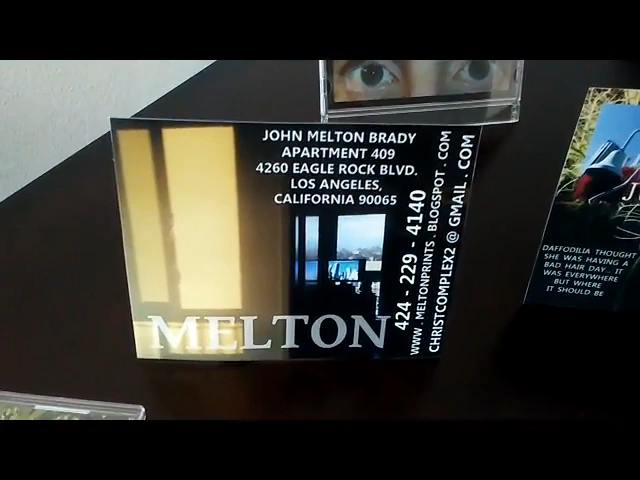 JOHN MELTON BRADY
APARTMENT 409
4260 EAGLE ROCK BLVD.
LOS ANGELES,
CALIFORNIA 90065
424 - 229 - 4140
WWW . MELTONPRINTS . BLOGSPOT . COM
CHRISTCOMPLEX2 @ GMAIL . COM
MELTON
DAFFODILIA THOUGHT
SHE WAS HAVING A
BAD HAIR DAY... IT
WAS EVERYWHERE
BUT WHERE
IT SHOULD BE